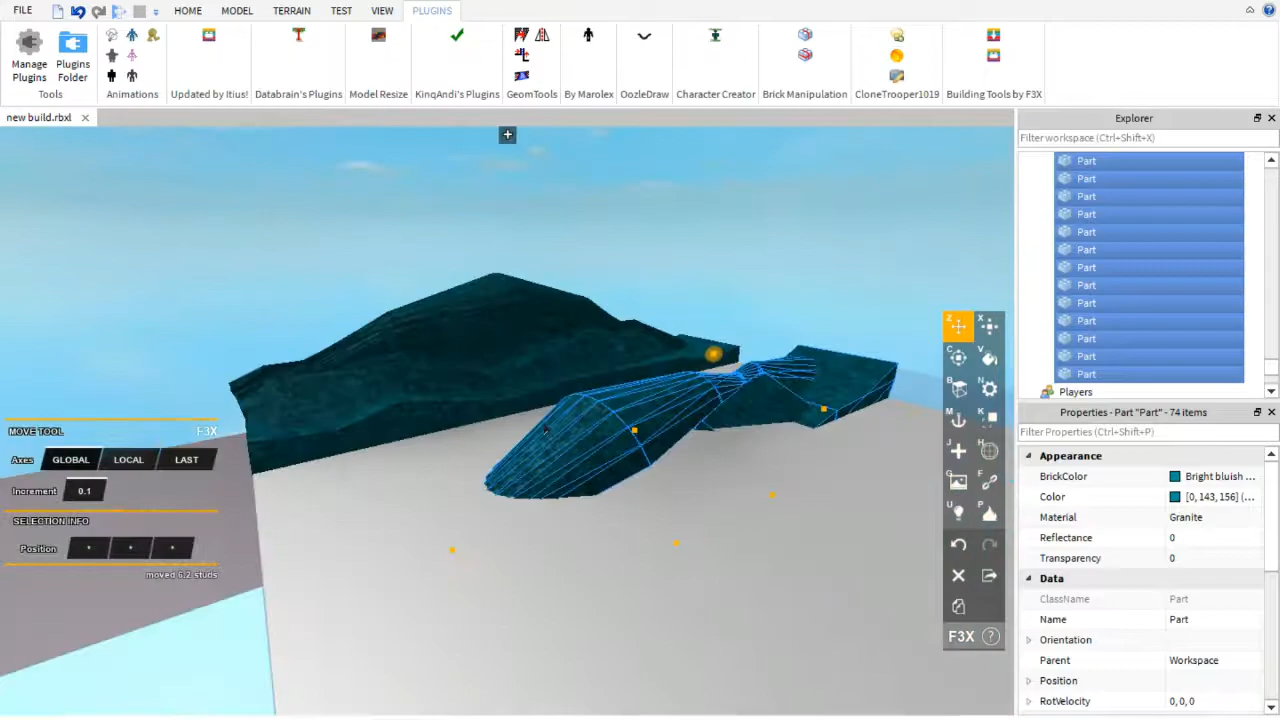 FILE HOME MODEL TERRAIN TEST VIEW PLUGINS
Manage Plugins
Plugins Folder
Tools Animations Updated by Itius! Databrain's Plugins Model Resize KinqAndi's Plugins GeomTools By Marolex OozleDraw Character Creator Brick Manipulation CloneTrooper1019 Building Tools by F3X
new build.rbxl
Explorer
Filter workspace (Ctrl+Shift+X)
Part
Part
Part
Part
Part
Part
Part
Part
Part
Part
Part
Part
Part
Players
Properties - Part "Part" - 74 items
Filter Properties (Ctrl+Shift+P)
Appearance
BrickColor Bright bluish ...
Color [0, 143, 156] (...
Material Granite
Reflectance 0
Transparency 0
Data
ClassName Part
Name Part
Orientation
Parent Workspace
Position
RotVelocity 0, 0, 0
MOVE TOOL F3X
Axes GLOBAL LOCAL LAST
Increment 0.1
SELECTION INFO
Position * * *
moved 6.2 studs
Z X
C V
B N
M K
J H
G F
U P
F3X ?